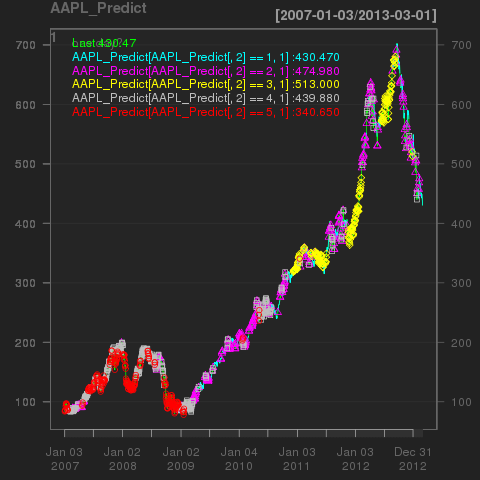 AAPL_Predict
[2007-01-03/2013-03-01]
1
Last 430.47
AAPL_Predict[AAPL_Predict[, 2] == 1, 1] :430.470
AAPL_Predict[AAPL_Predict[, 2] == 2, 1] :474.980
AAPL_Predict[AAPL_Predict[, 2] == 3, 1] :513.000
AAPL_Predict[AAPL_Predict[, 2] == 4, 1] :439.880
AAPL_Predict[AAPL_Predict[, 2] == 5, 1] :340.650
700 700
600 600
500 500
400 400
300 300
200 200
100 100
Jan 03 Jan 02 Jan 02 Jan 04 Jan 03 Jan 03 Dec 31
2007 2008 2009 2010 2011 2012 2012